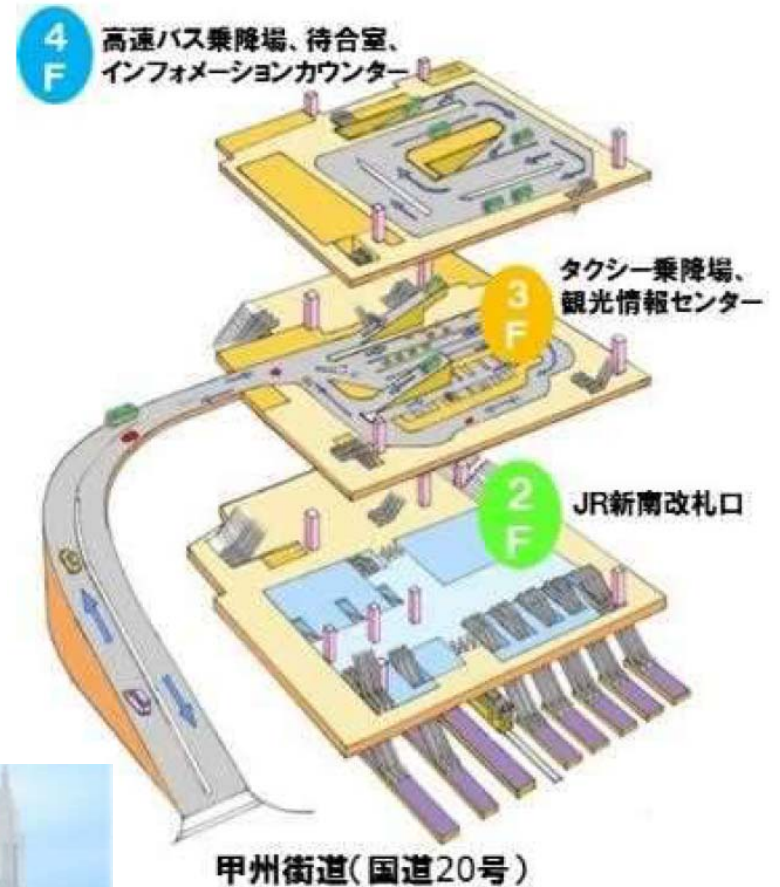 4
F
高速バス乗降場、待合室、
インフォメーションカウンター
3
F
タクシー乗降場、
観光情報センター
2
F
JR新南改札口
甲州街道(国道20号)